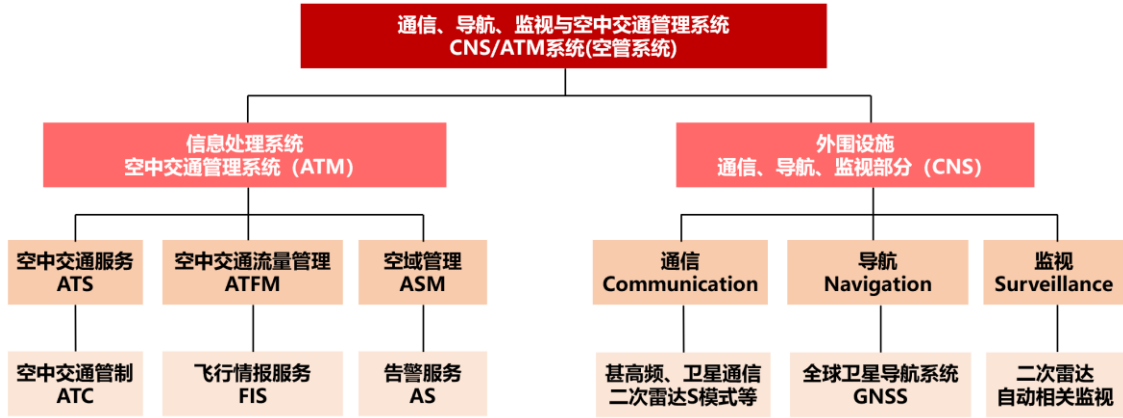 通信、导航、监视与空中交通管理系统
CNS/ATM系统(空管系统)
信息处理系统
空中交通管理系统（ATM）
外围设施
通信、导航、监视部分（CNS）
空中交通服务
ATS
空中交通流量管理
ATFM
空域管理
ASM
通信
Communication
导航
Navigation
监视
Surveillance
空中交通管制
ATC
飞行情报服务
FIS
告警服务
AS
甚高频、卫星通信
二次雷达S模式等
全球卫星导航系统
GNSS
二次雷达
自动相关监视